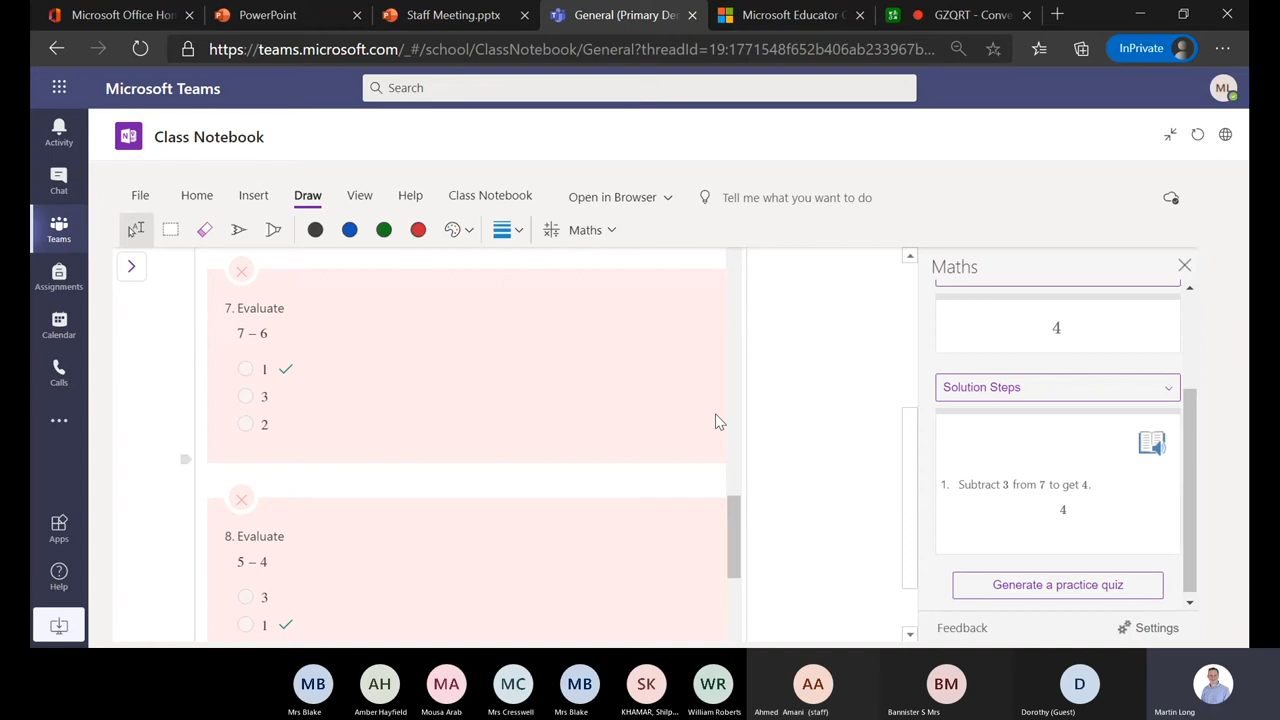 Microsoft Office Hon
PowerPoint
Staff Meeting.pptx
General (Primary De
Microsoft Educator C
GZQRT - Conve
https://teams.microsoft.com/_#/school/ClassNotebook/General?threadId=19:1771548f652b406ab233967b...
InPrivate
Microsoft Teams
Search
ML
Activity
Chat
Teams
Assignments
Calendar
Calls
Apps
Help
Class Notebook
File
Home
Insert
Draw
View
Help
Class Notebook
Open in Browser
Tell me what you want to do
Maths
7. Evaluate
7 – 6
1
3
2
8. Evaluate
5 – 4
3
1
Maths
4
Solution Steps
1. Subtract 3 from 7 to get 4.
4
Generate a practice quiz
Feedback
Settings
MB
AH
MA
MC
MB
SK
WR
AA
BM
D
Mrs Blake
Amber Hayfield
Mousa Arab
Mrs Cresswell
Mrs Blake
KHAMAR, Shilp...
William Roberts
Ahmed Amani (staff)
Bannister S Mrs
Dorothy (Guest)
Martin Long